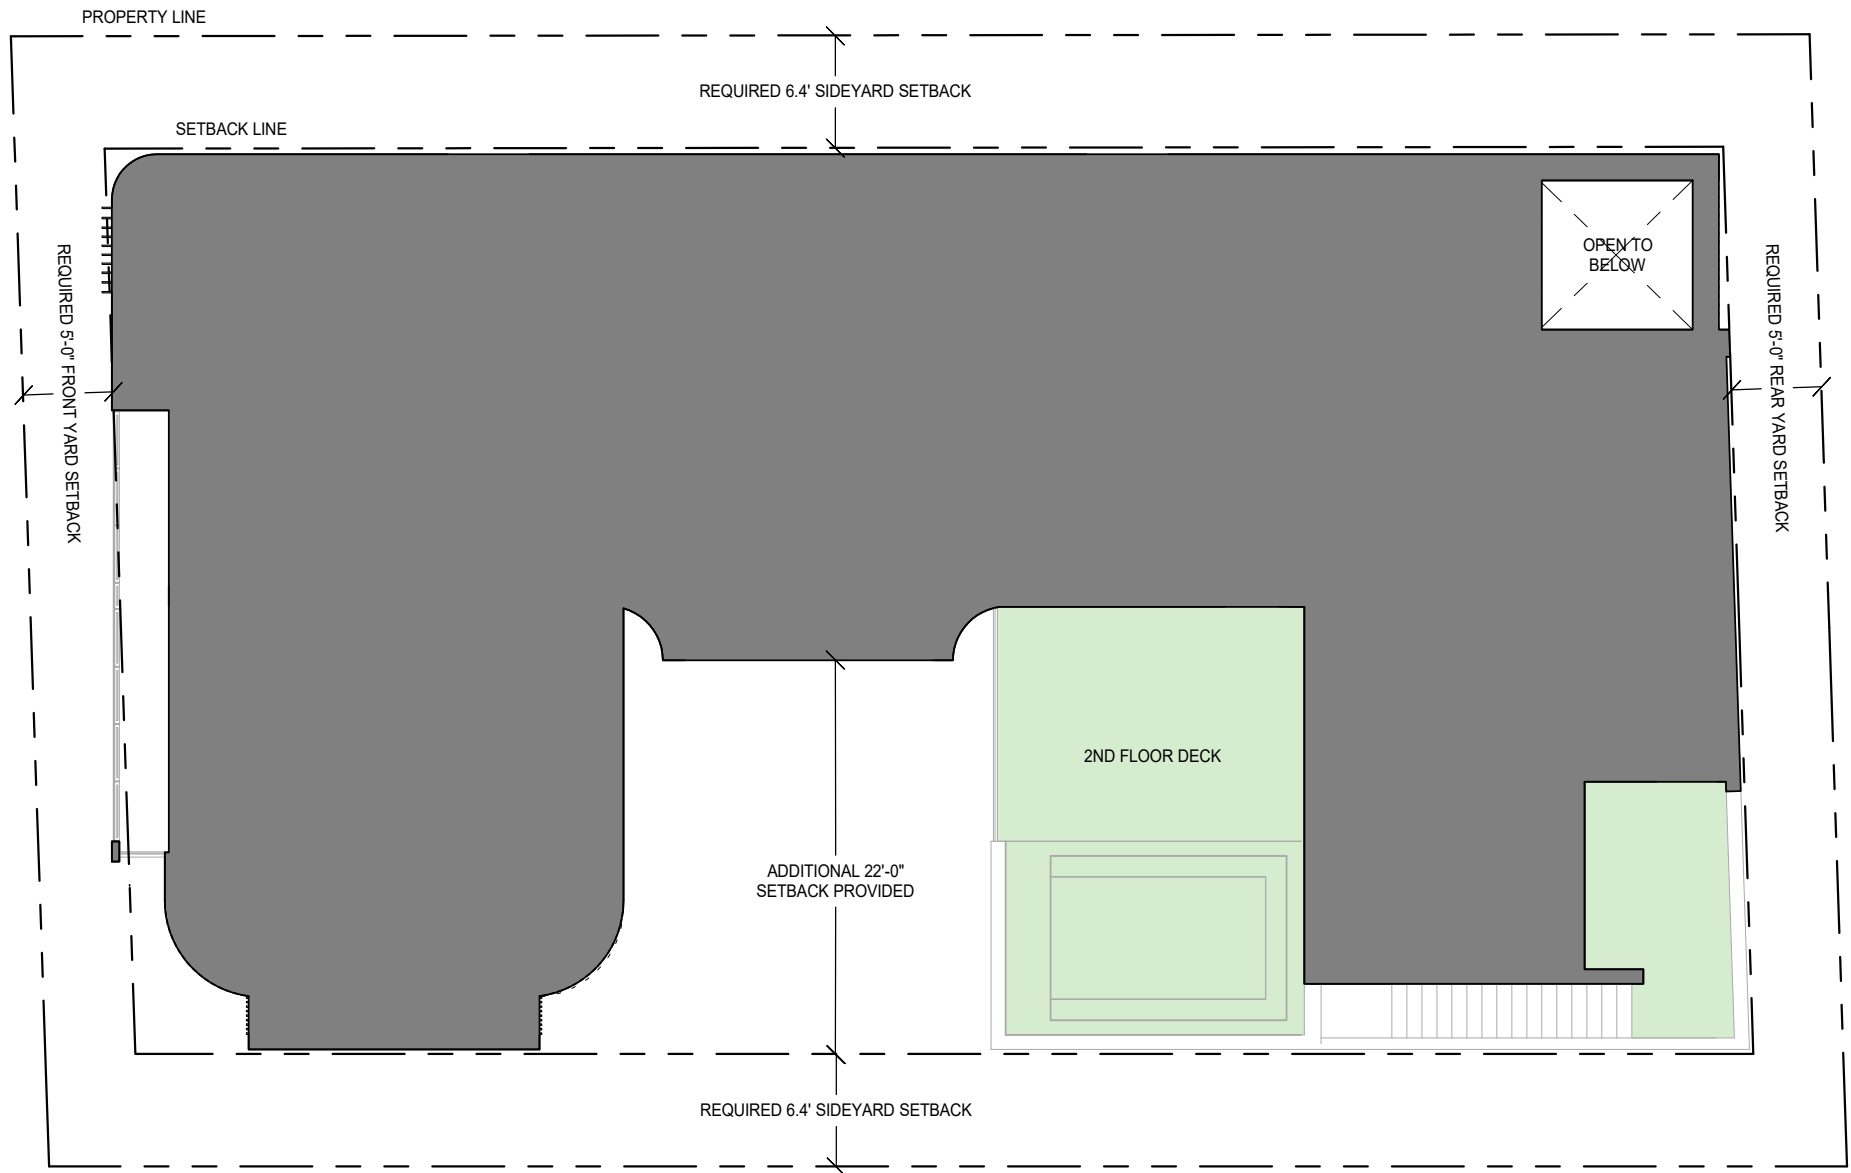 PROPERTY LINE
REQUIRED 6.4' SIDEYARD SETBACK
SETBACK LINE
OPEN TO
BELOW
REQUIRED 5'-0" FRONT YARD SETBACK
REQUIRED 5'-0" REAR YARD SETBACK
2ND FLOOR DECK
ADDITIONAL 22'-0"
SETBACK PROVIDED
REQUIRED 6.4' SIDEYARD SETBACK